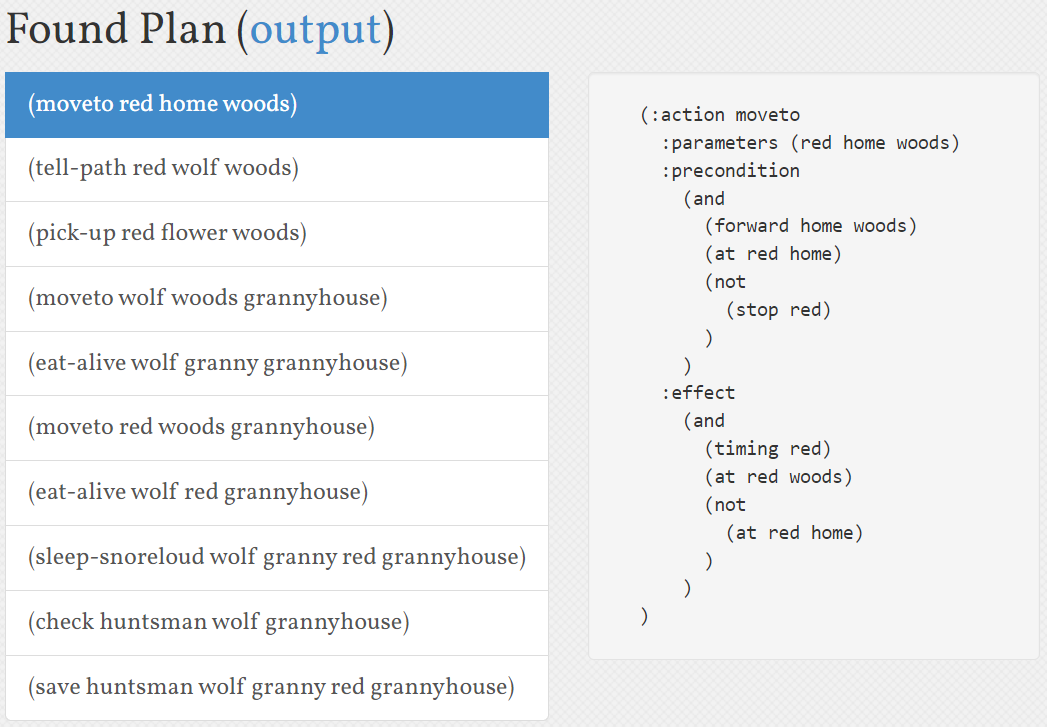 Found Plan (output)
(moveto red home woods)
(tell-path red wolf woods)
(pick-up red flower woods)
(moveto wolf woods grannyhouse)
(eat-alive wolf granny grannyhouse)
(moveto red woods grannyhouse)
(eat-alive wolf red grannyhouse)
(sleep-snoreloud wolf granny red grannyhouse)
(check huntsman wolf grannyhouse)
(save huntsman wolf granny red grannyhouse)
(:action moveto
  :parameters (red home woods)
  :precondition
    (and
      (forward home woods)
      (at red home)
      (not
        (stop red)
      )
    )
  :effect
    (and
      (timing red)
      (at red woods)
      (not
        (at red home)
      )
    )
)